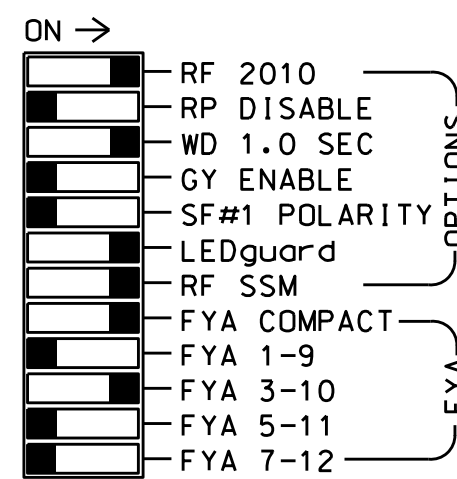 ON →
RF 2010
RP DISABLE
WD 1.0 SEC
GY ENABLE
SF#1 POLARITY
LEDguard
RF SSM
FYA COMPACT
FYA 1-9
FYA 3-10
FYA 5-11
FYA 7-12
OPTIONS
FYA